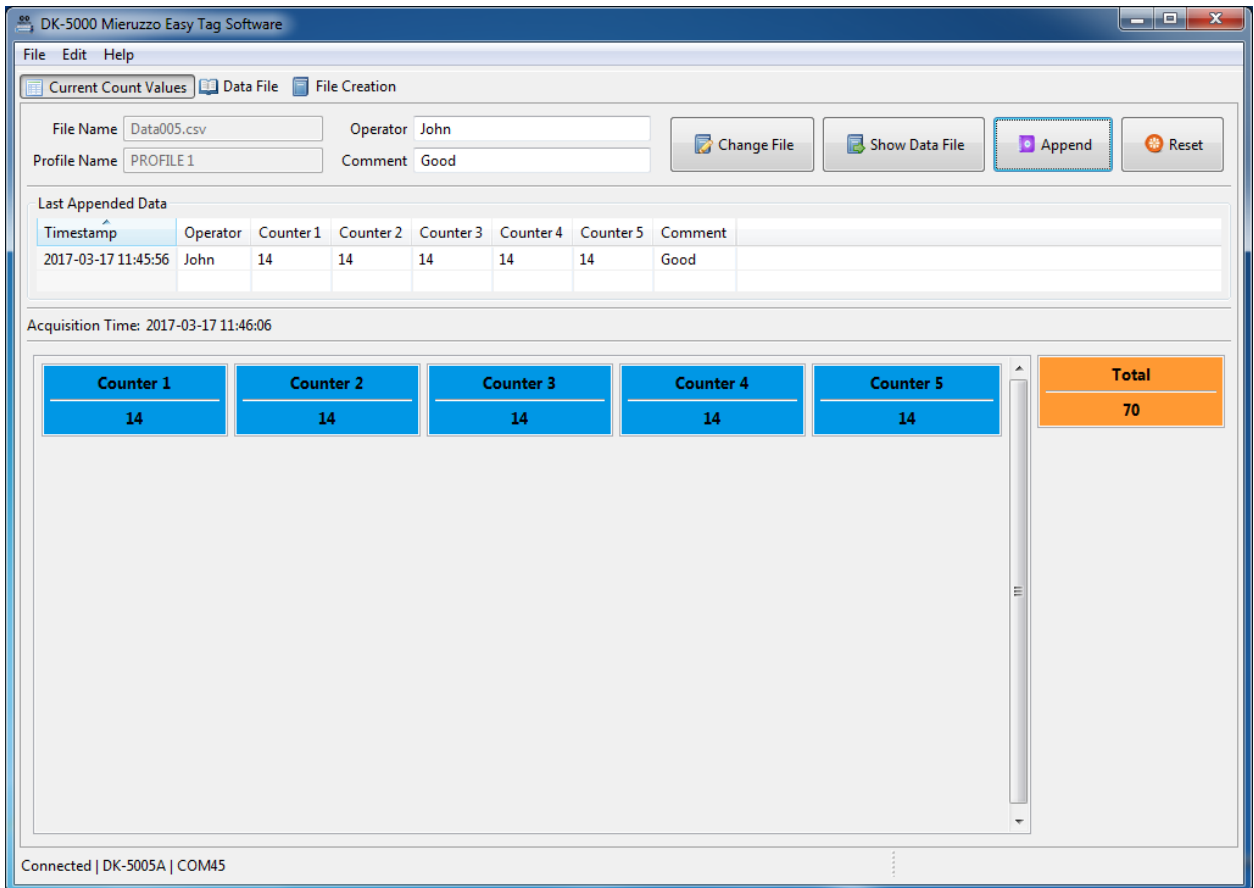 DK-5000 Mieruzzo Easy Tag Software
File Edit Help
Current Count Values Data File File Creation
File Name Data005.csv Operator John Change File Show Data File Append Reset
Profile Name PROFILE 1 Comment Good
Last Appended Data
Timestamp Operator Counter 1 Counter 2 Counter 3 Counter 4 Counter 5 Comment
2017-03-17 11:45:56 John 14 14 14 14 14 Good
Acquisition Time: 2017-03-17 11:46:06
Counter 1 Counter 2 Counter 3 Counter 4 Counter 5 Total
14 14 14 14 14 70
Connected | DK-5005A | COM45